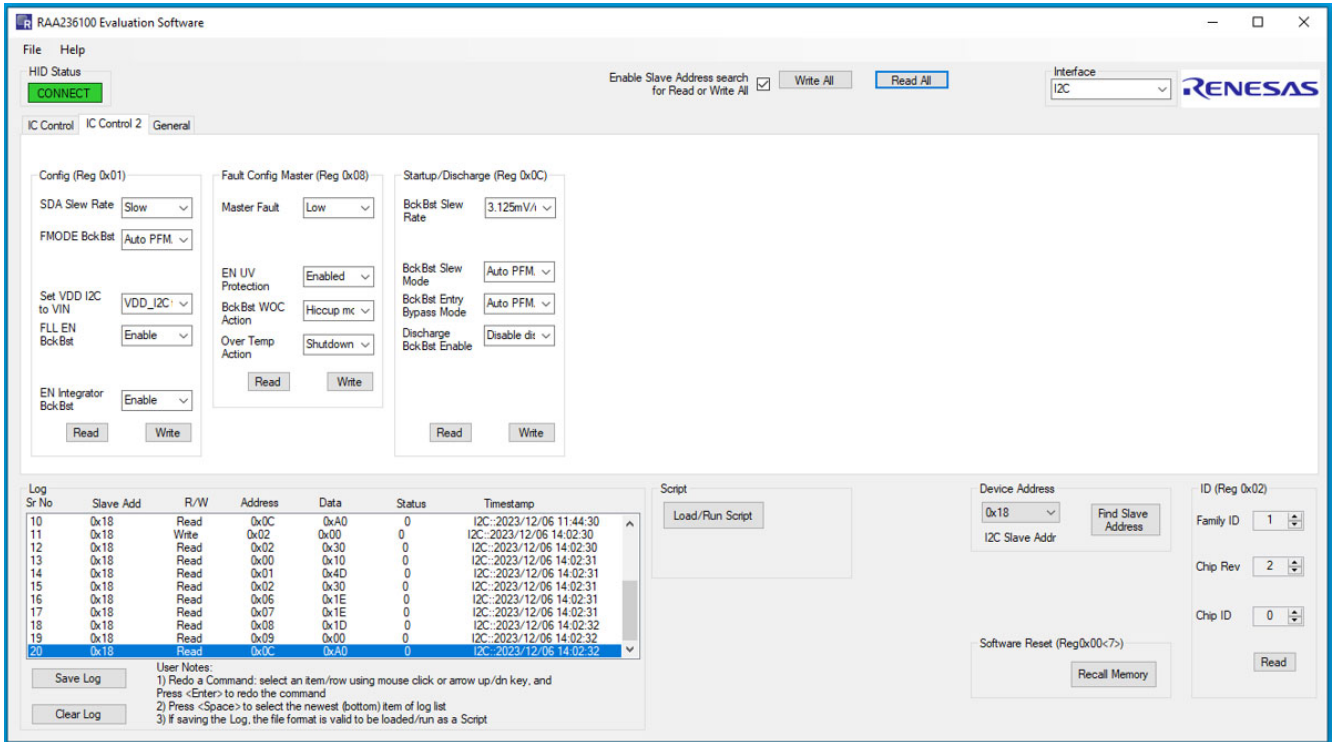 RAA236100 Evaluation Software
File Help
HID Status
CONNECT
Enable Slave Address search
for Read or Write All
Write All
Read All
Interface
I2C
RENESAS
IC Control
IC Control 2
General
Config (Reg 0x01)
SDA Slew Rate
Slow
FMODE BckBst
Auto PFM.
Set VDD I2C
to VIN
VDD_I2C
FLL EN
BckBst
Enable
EN Integrator
BckBst
Enable
Read
Write
Fault Config Master (Reg 0x08)
Master Fault
Low
EN UV
Protection
Enabled
BckBst WOC
Action
Hiccup mc
Over Temp
Action
Shutdown
Read
Write
Startup/Discharge (Reg 0x0C)
BckBst Slew
Rate
3.125mV/
BckBst Slew
Mode
Auto PFM.
BckBst Entry
Bypass Mode
Auto PFM.
Discharge
BckBst Enable
Disable dis
Read
Write
Log
Sr No Slave Add R/W Address Data Status Timestamp
10 0x18 Read 0x0C 0xA0 0 I2C::2023/12/06 11:44:30
11 0x18 Write 0x02 0x00 0 I2C::2023/12/06 14:02:30
12 0x18 Read 0x02 0x30 0 I2C::2023/12/06 14:02:30
13 0x18 Read 0x00 0x10 0 I2C::2023/12/06 14:02:31
14 0x18 Read 0x01 0x4D 0 I2C::2023/12/06 14:02:31
15 0x18 Read 0x02 0x30 0 I2C::2023/12/06 14:02:31
16 0x18 Read 0x06 0x1E 0 I2C::2023/12/06 14:02:31
17 0x18 Read 0x07 0x1E 0 I2C::2023/12/06 14:02:31
18 0x18 Read 0x08 0x1D 0 I2C::2023/12/06 14:02:32
19 0x18 Read 0x09 0x00 0 I2C::2023/12/06 14:02:32
20 0x18 Read 0x0C 0xA0 0 I2C::2023/12/06 14:02:32
Save Log
Clear Log
User Notes:
1) Redo a Command: select an item/row using mouse click or arrow up/dn key, and
Press <Enter> to redo the command
2) Press <Space> to select the newest (bottom) item of log list
3) If saving the Log, the file format is valid to be loaded/run as a Script
Script
Load/Run Script
Device Address
0x18
I2C Slave Addr
Find Slave
Address
Software Reset (Reg0x00<7>)
Recall Memory
ID (Reg 0x02)
Family ID 1
Chip Rev 2
Chip ID 0
Read